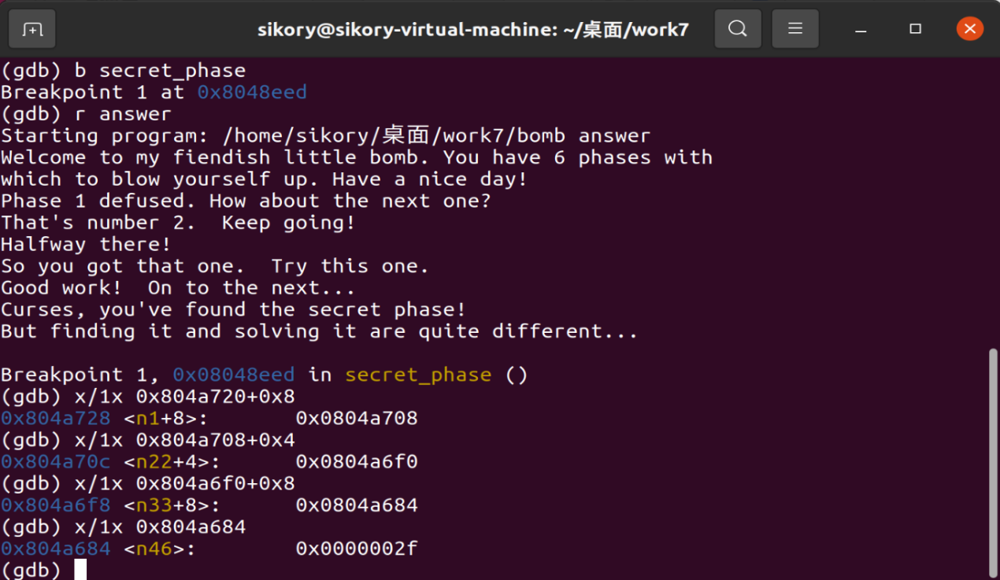 sikory@sikory-virtual-machine: ~/桌面/work7
(gdb) b secret_phase
Breakpoint 1 at 0x8048eed
(gdb) r answer
Starting program: /home/sikory/桌面/work7/bomb answer
Welcome to my fiendish little bomb. You have 6 phases with
which to blow yourself up. Have a nice day!
Phase 1 defused. How about the next one?
That's number 2.  Keep going!
Halfway there!
So you got that one.  Try this one.
Good work!  On to the next...
Curses, you've found the secret phase!
But finding it and solving it are quite different...
Breakpoint 1, 0x08048eed in secret_phase ()
(gdb) x/1x 0x804a720+0x8
0x804a728 <n1+8>:       0x0804a708
(gdb) x/1x 0x804a708+0x4
0x804a70c <n22+4>:      0x0804a6f0
(gdb) x/1x 0x804a6f0+0x8
0x804a6f8 <n33+8>:      0x0804a684
(gdb) x/1x 0x804a684
0x804a684 <n46>:        0x0000002f
(gdb)